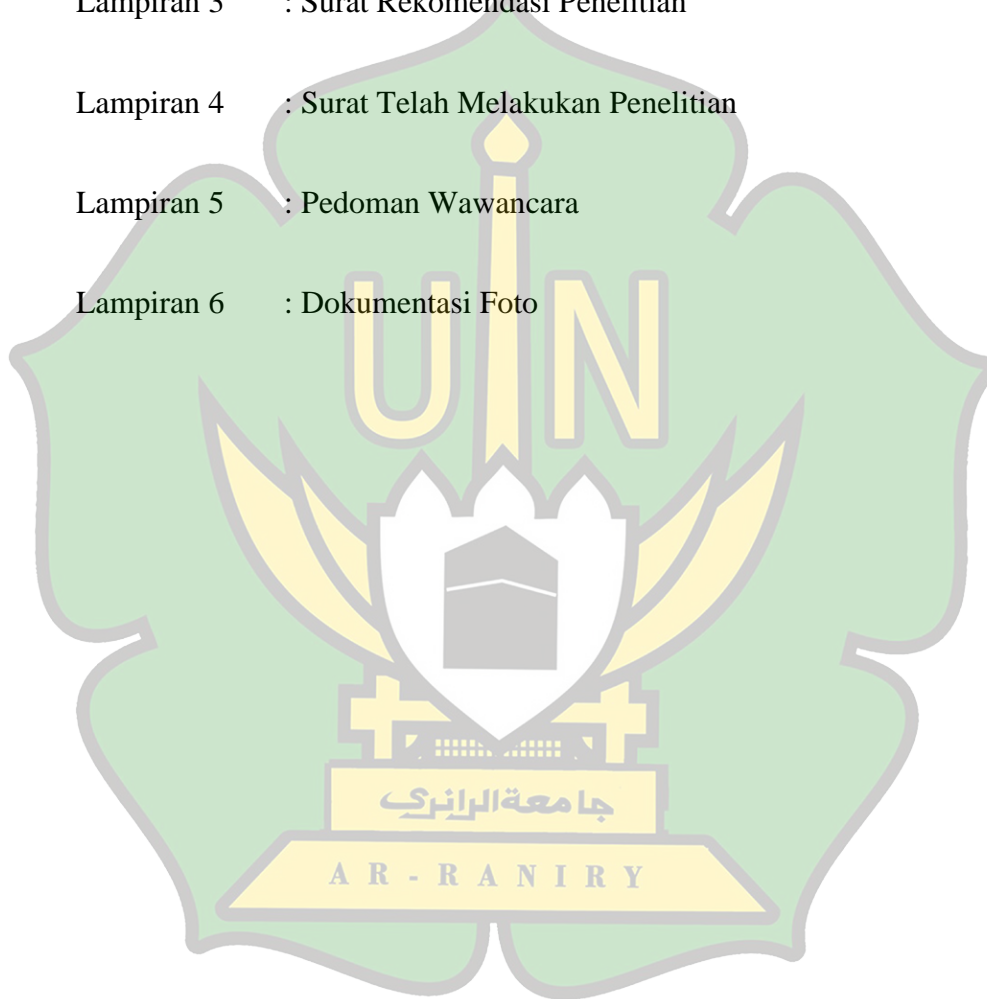 Lampiran 3 : Surat Rekomendasi Penelitian
Lampiran 4 : Surat Telah Melakukan Penelitian
Lampiran 5 : Pedoman Wawancara
Lampiran 6 : Dokumentasi Foto
UIN
جامعةالرانري
AR-RANIRY